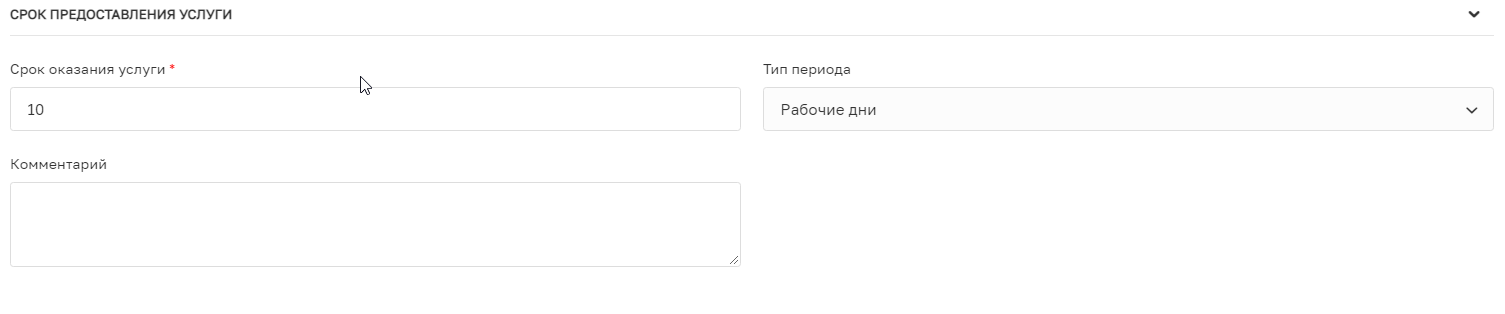 СРОК ПРЕДОСТАВЛЕНИЯ УСЛУГИ
Срок оказания услуги *
Тип периода
10
Рабочие дни
Комментарий